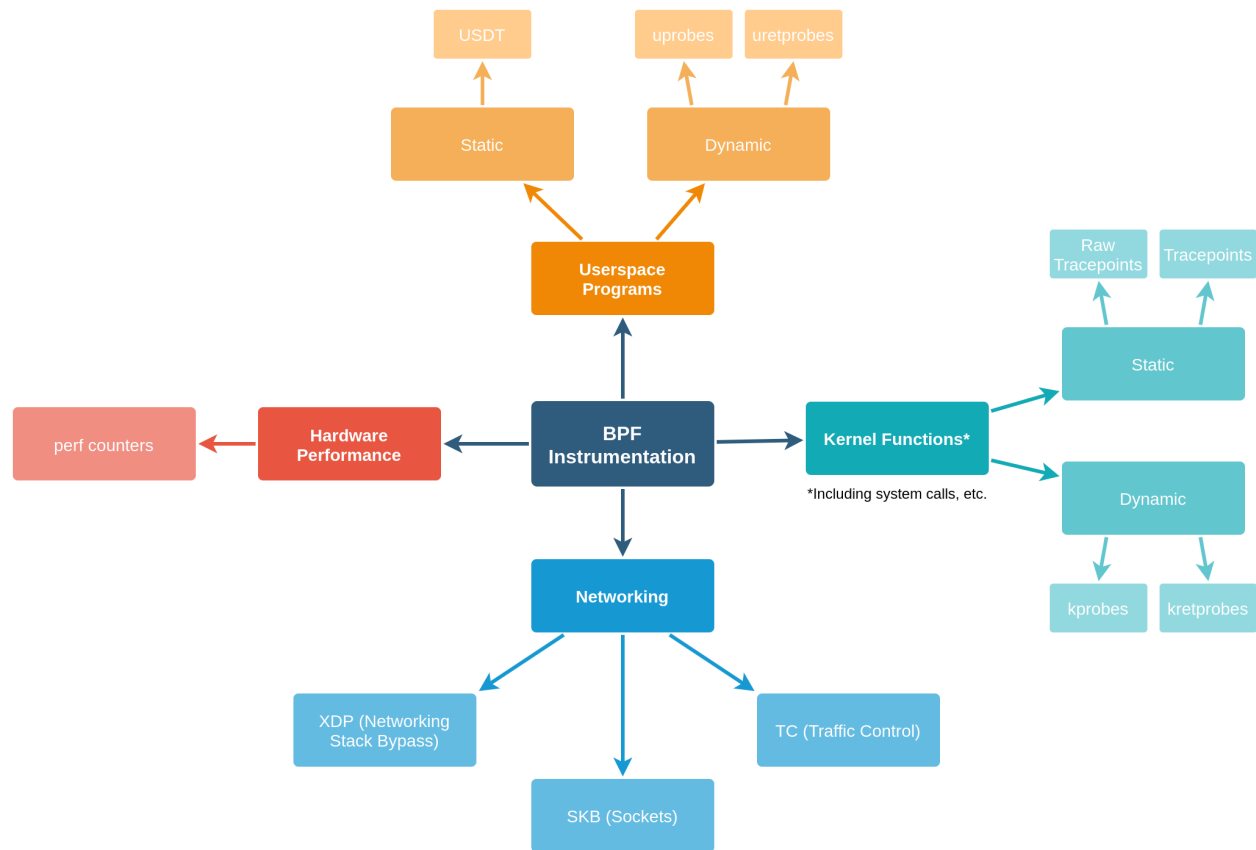 USDT
uprobes
uretprobes
Static
Dynamic
Userspace
Programs
Raw
Tracepoints
Tracepoints
Static
perf counters
Hardware
Performance
BPF
Instrumentation
Kernel Functions*
*Including system calls, etc.
Dynamic
kprobes
kretprobes
Networking
XDP (Networking
Stack Bypass)
TC (Traffic Control)
SKB (Sockets)